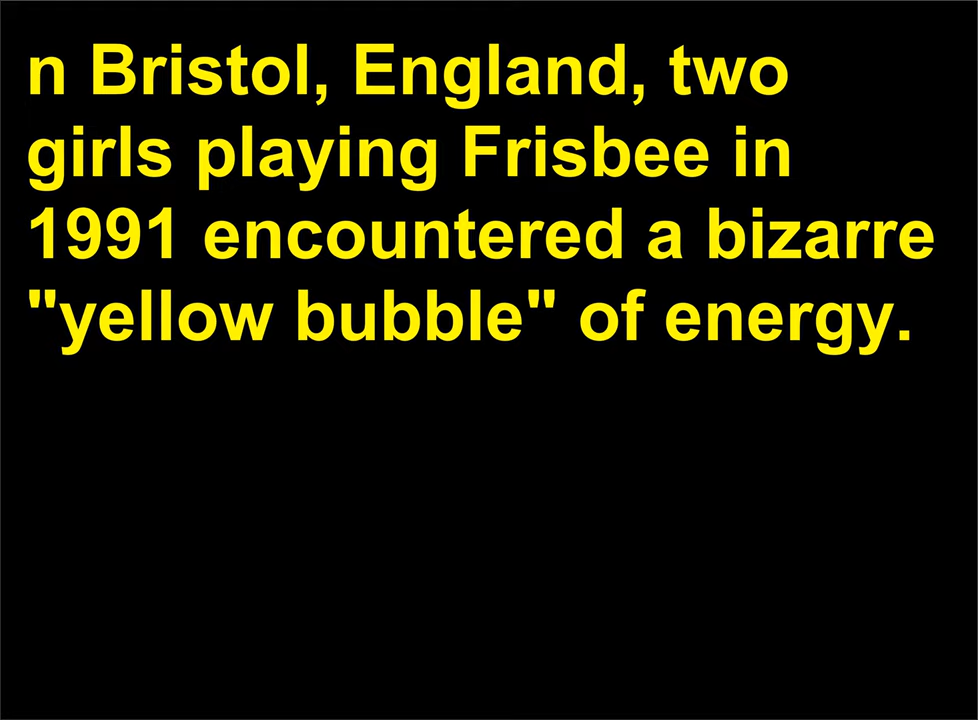 n Bristol, England, two
girls playing Frisbee in
1991 encountered a bizarre
"yellow bubble" of energy.